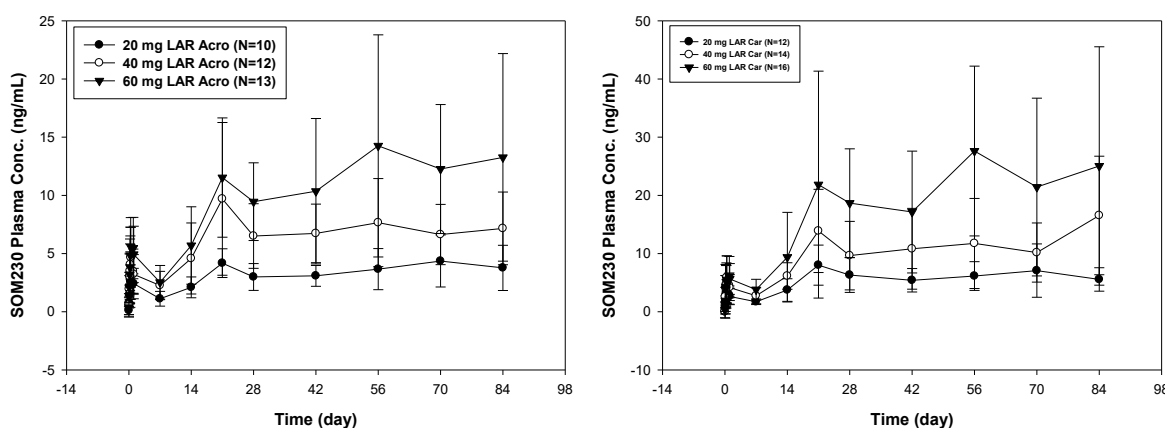 20 mg LAR Acro (N=10)
40 mg LAR Acro (N=12)
60 mg LAR Acro (N=13)
SOM230 Plasma Conc. (ng/mL)
25
20
15
10
5
0
-5
-14 0 14 28 42 56 70 84 98
Time (day)
20 mg LAR Car (N=12)
40 mg LAR Car (N=14)
60 mg LAR Car (N=16)
SOM230 Plasma Conc. (ng/mL)
50
40
30
20
10
0
-10
-14 0 14 28 42 56 70 84 98
Time (day)